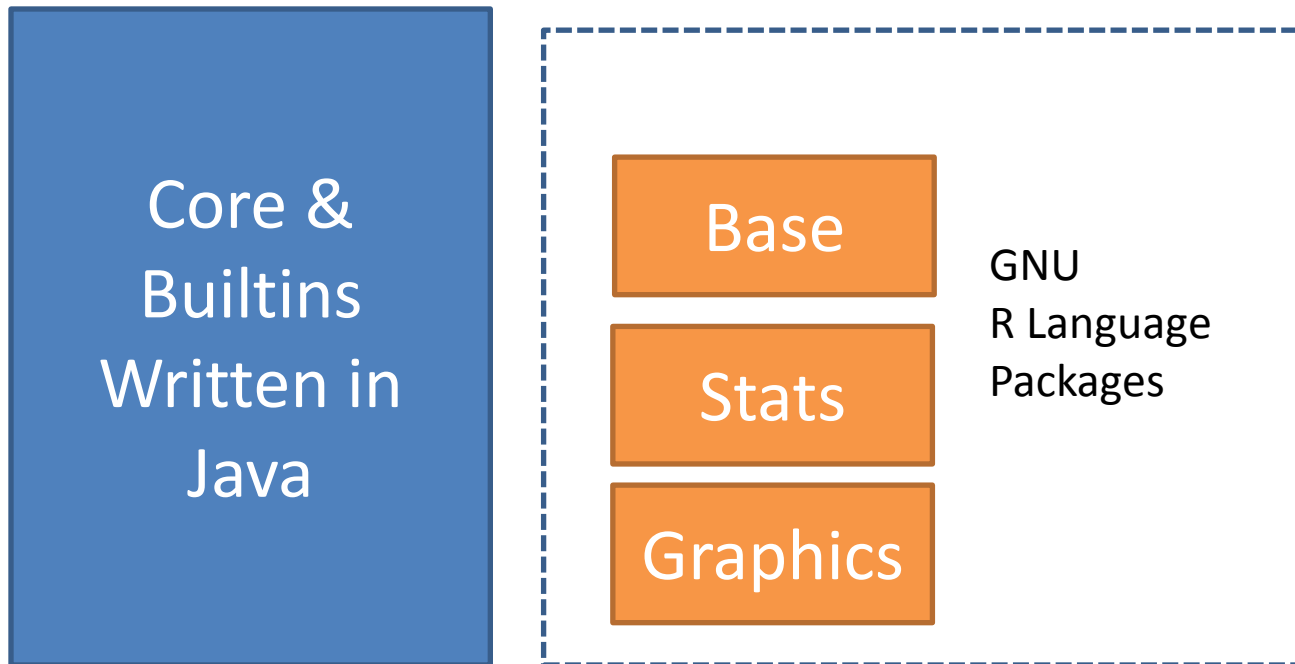 Core &
Builtins
Written in
Java
Base
Stats
Graphics
GNU
R Language
Packages